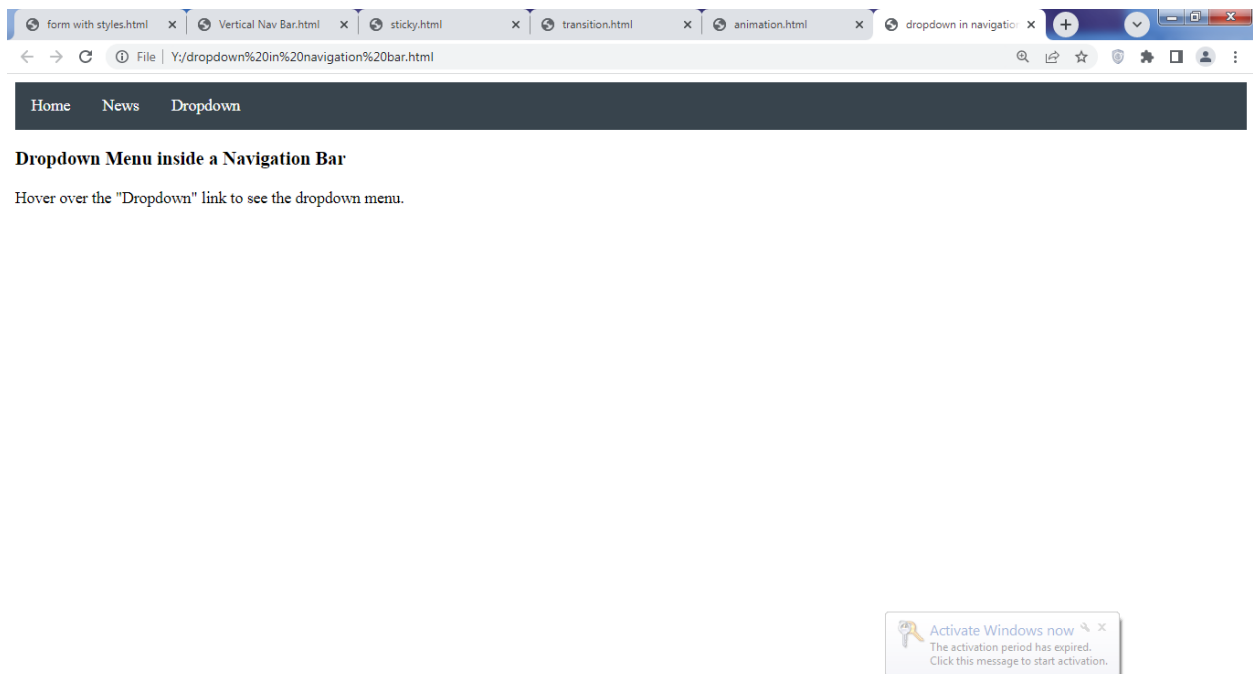 form with styles.html
Vertical Nav Bar.html
sticky.html
transition.html
animation.html
dropdown in navigation
File
Y:/dropdown%20in%20navigation%20bar.html
Home News Dropdown
Dropdown Menu inside a Navigation Bar
Hover over the "Dropdown" link to see the dropdown menu.
Activate Windows now
The activation period has expired.
Click this message to start activation.